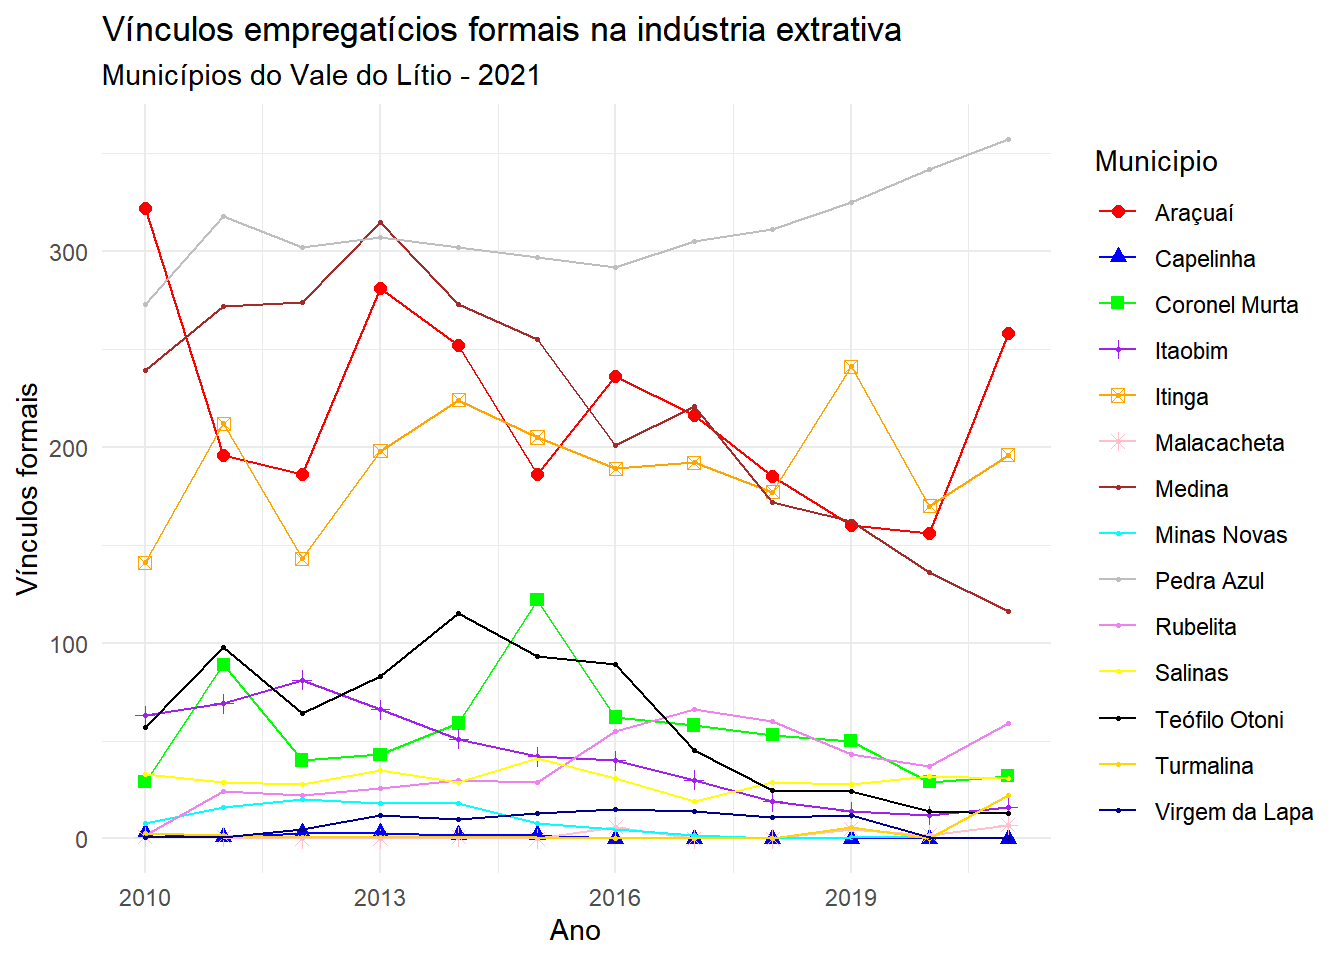 Vínculos empregatícios formais na indústria extrativa
Municípios do Vale do Lítio - 2021
Vínculos formais
300
200
100
0
2010
2013
2016
2019
Ano
Municipio
Araçuaí
Capelinha
Coronel Murta
Itaobim
Itinga
Malacacheta
Medina
Minas Novas
Pedra Azul
Rubelita
Salinas
Teófilo Otoni
Turmalina
Virgem da Lapa